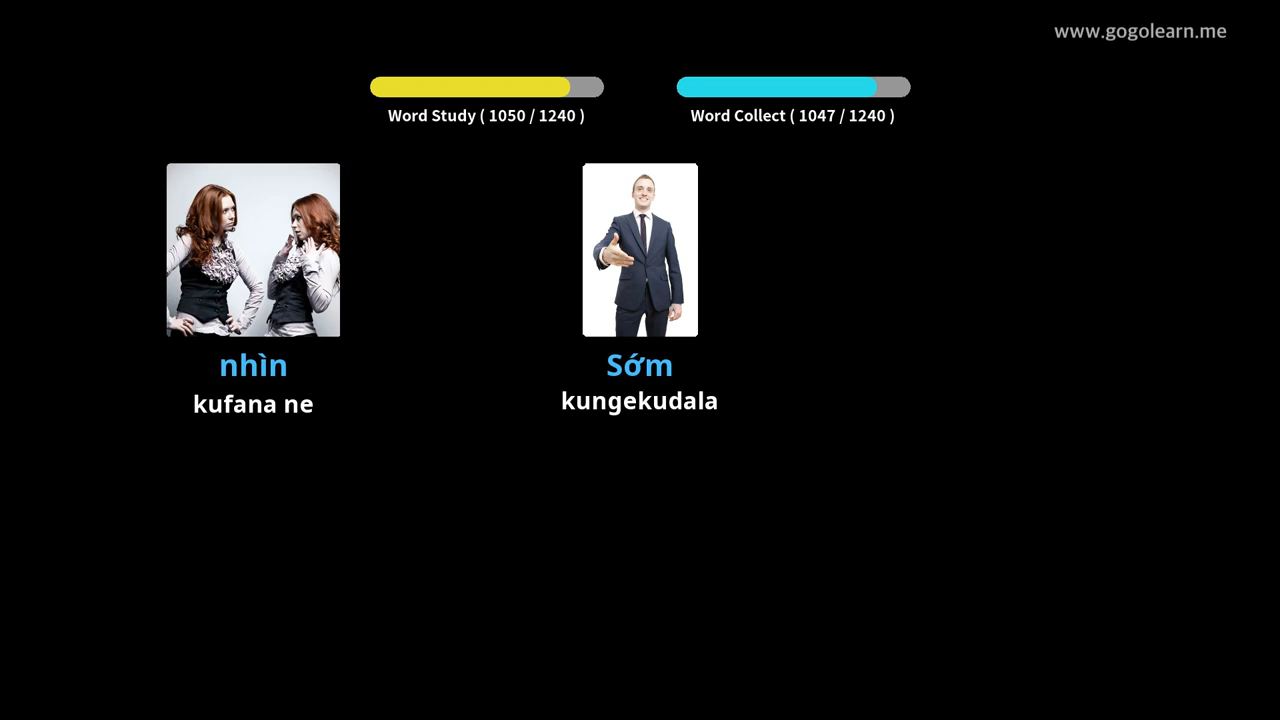 www.gogolearn.me
Word Study ( 1050 / 1240 )
Word Collect ( 1047 / 1240 )
nhìn
kufana ne
Sớm
kungekudala